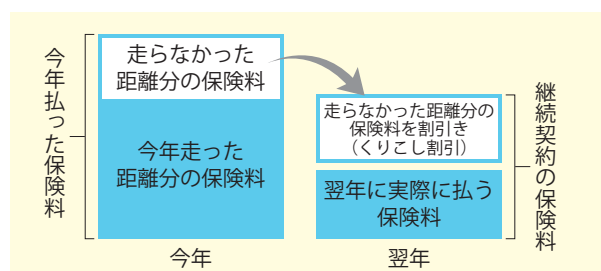 今年払った保険料
走らなかった
距離分の保険料
今年走った
距離分の保険料
今年
走らなかった距離分の
保険料を割引き
（くりこし割引）
翌年に実際に払う
保険料
翌年
継続契約の保険料